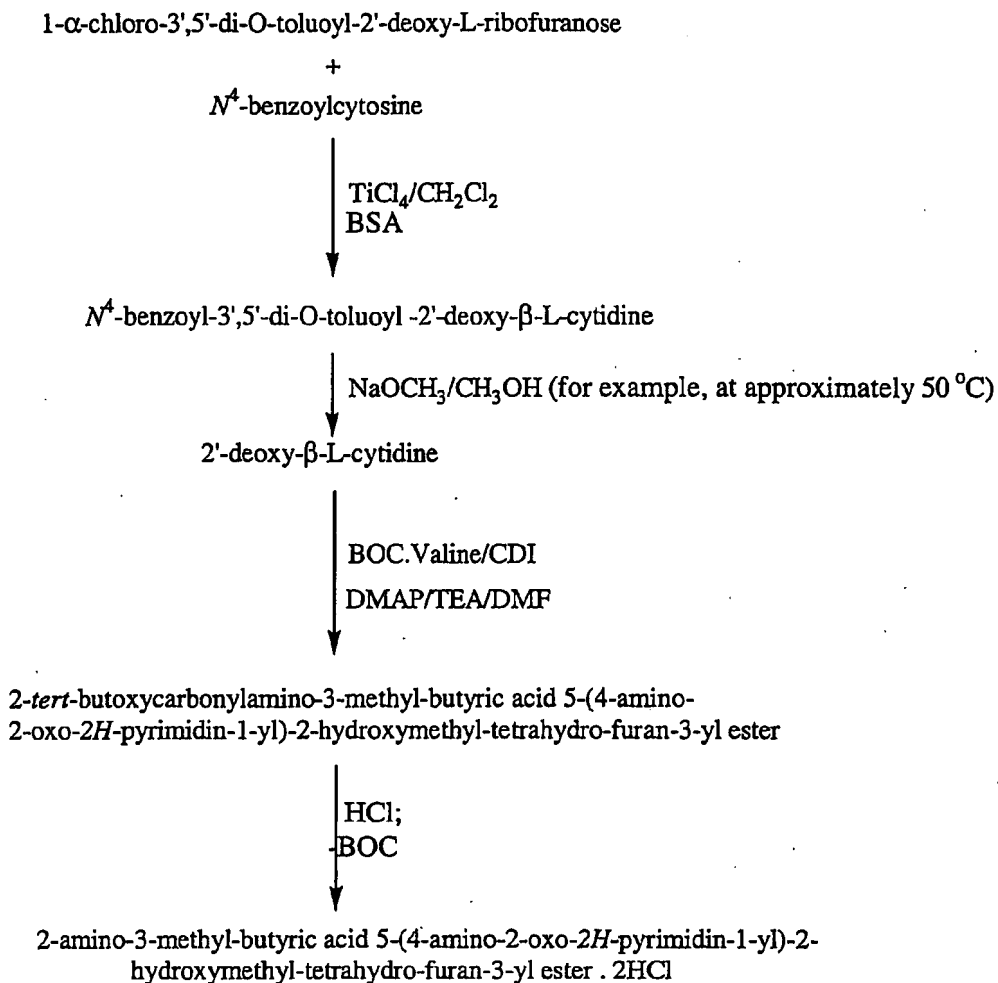 1-α-chloro-3',5'-di-O-toluoyl-2'-deoxy-L-ribofuranose
+
N⁴-benzoylcytosine
TiCl₄/CH₂Cl₂
BSA
N⁴-benzoyl-3',5'-di-O-toluoyl -2'-deoxy-β-L-cytidine
NaOCH₃/CH₃OH (for example, at approximately 50 °C)
2'-deoxy-β-L-cytidine
BOC.Valine/CDI
DMAP/TEA/DMF
2-tert-butoxycarbonylamino-3-methyl-butyric acid 5-(4-amino-
2-oxo-2H-pyrimidin-1-yl)-2-hydroxymethyl-tetrahydro-furan-3-yl ester
HCl;
-BOC
2-amino-3-methyl-butyric acid 5-(4-amino-2-oxo-2H-pyrimidin-1-yl)-2-
hydroxymethyl-tetrahydro-furan-3-yl ester . 2HCl